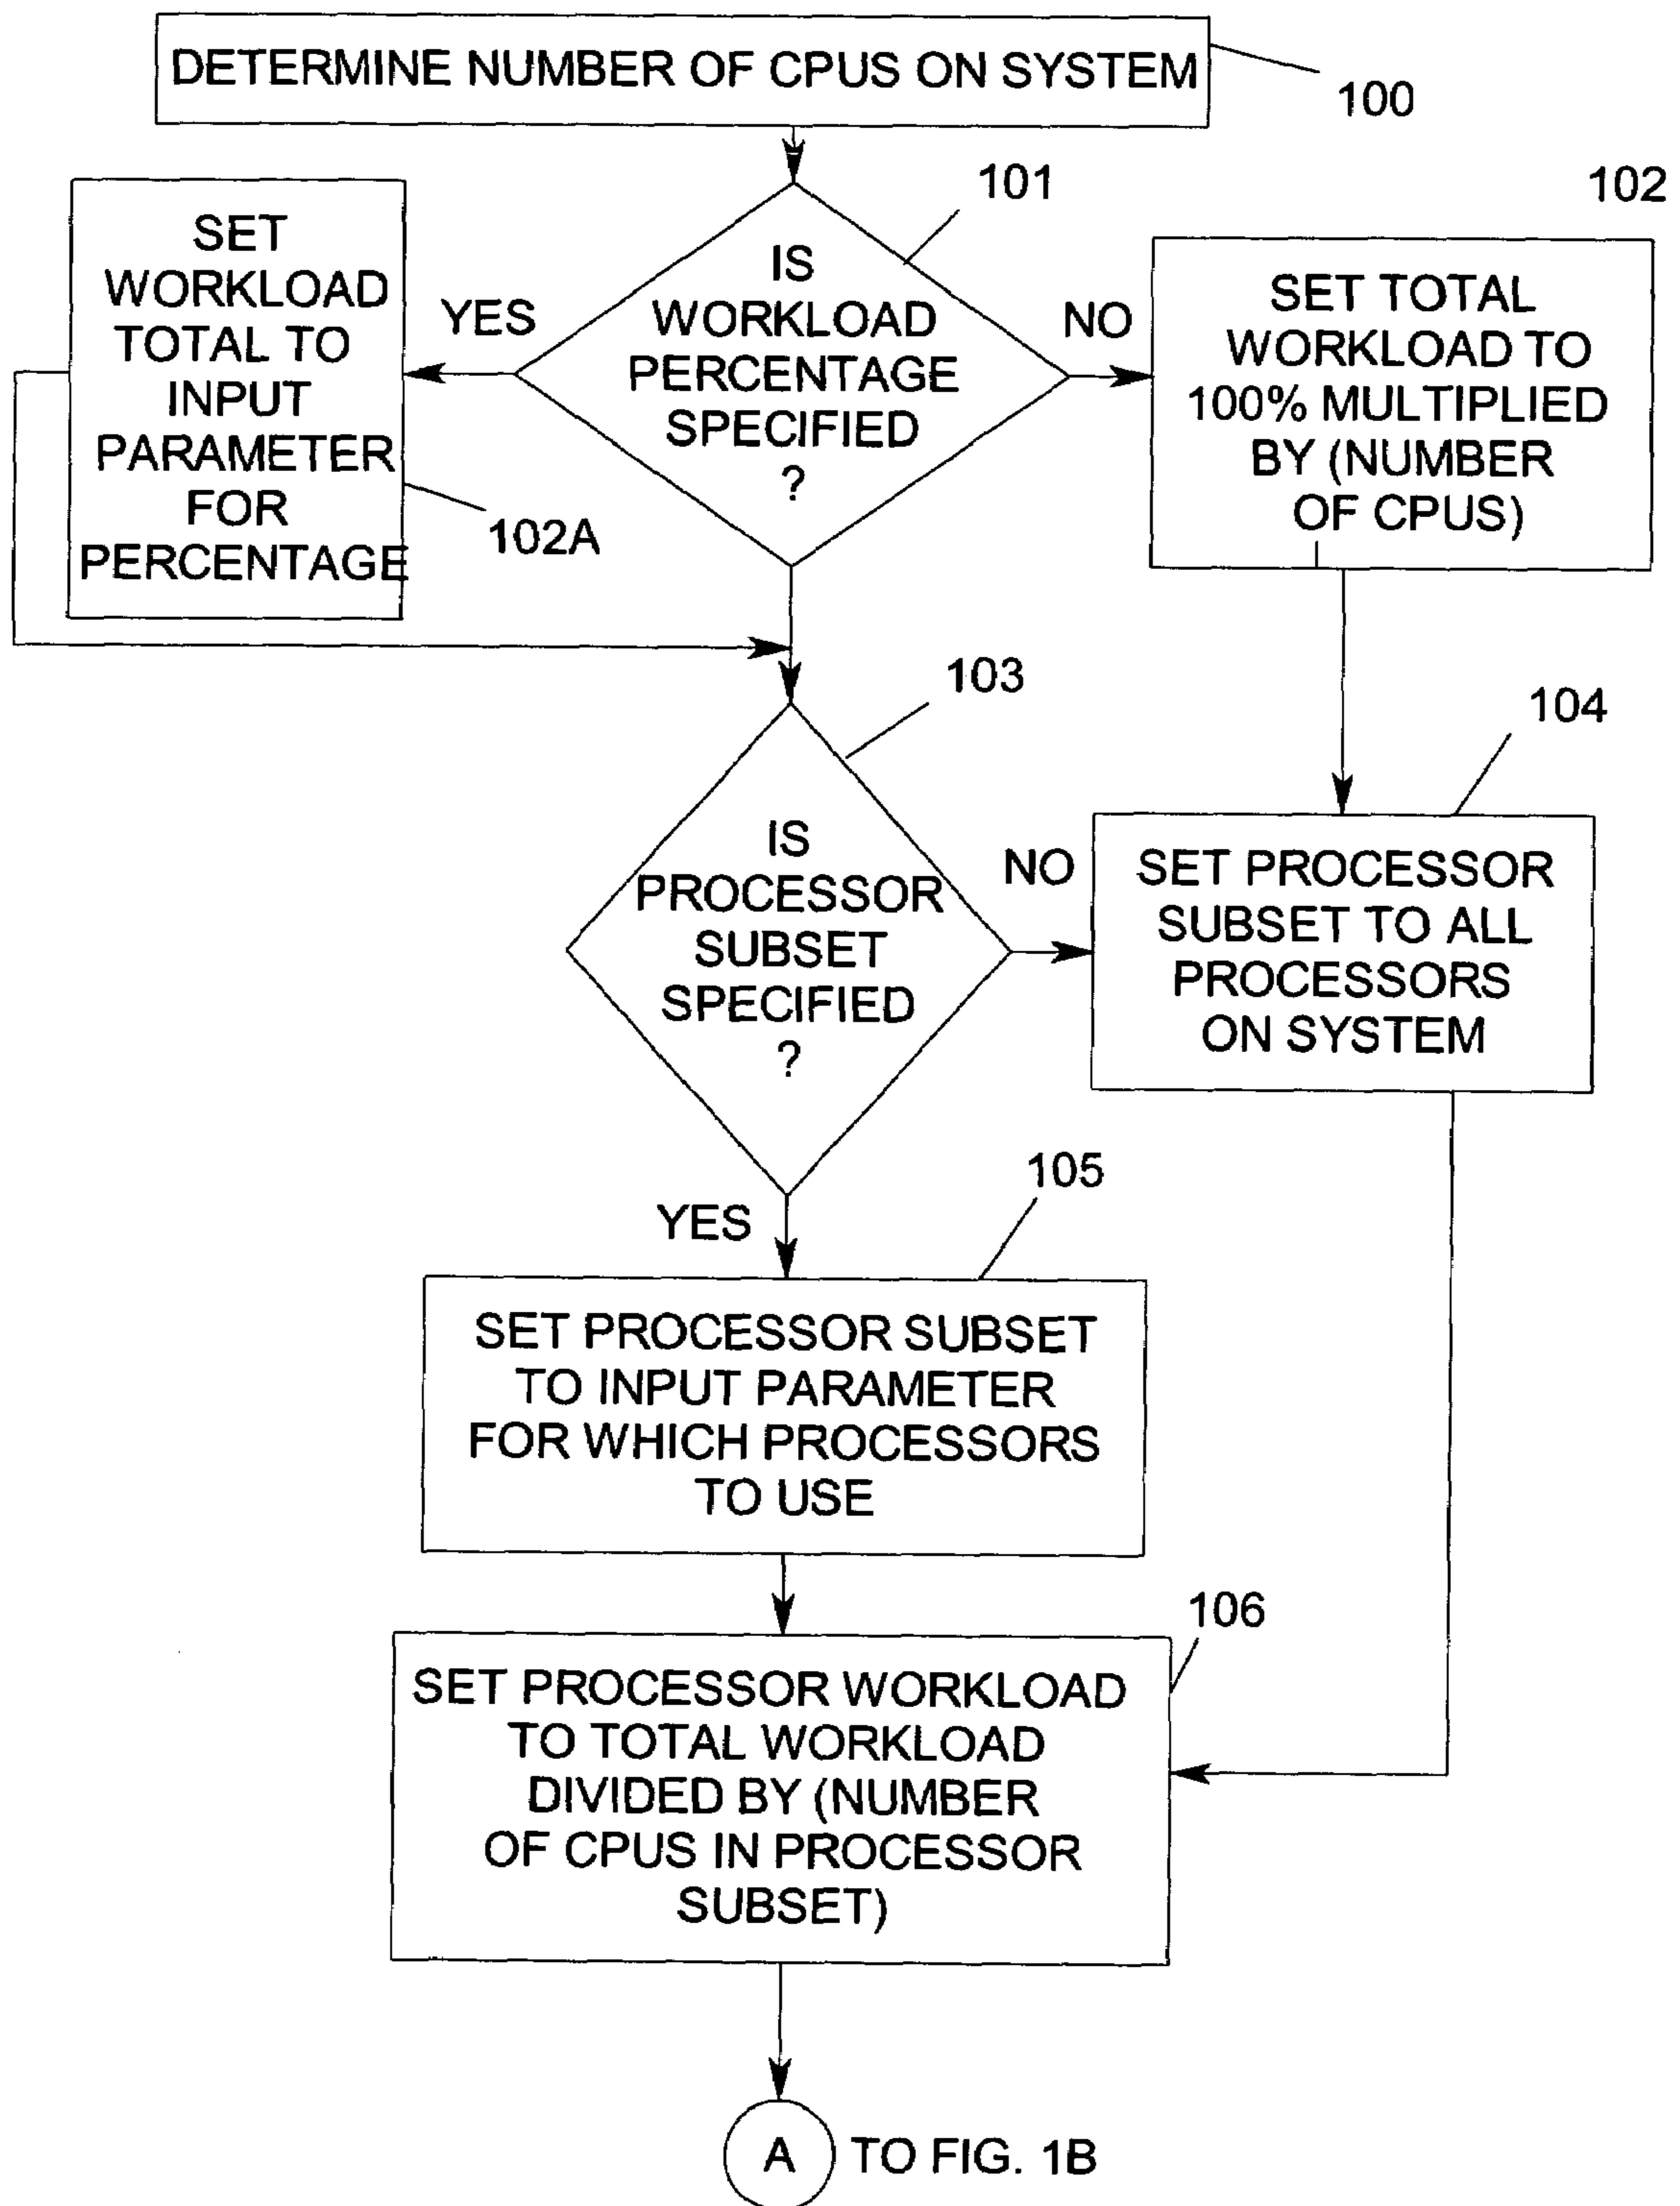 DETERMINE NUMBER OF CPUS ON SYSTEM
100
101
102
SET
WORKLOAD
TOTAL TO
INPUT
PARAMETER
FOR
PERCENTAGE
102A
YES
IS
WORKLOAD
PERCENTAGE
SPECIFIED
?
NO
SET TOTAL
WORKLOAD TO
100% MULTIPLIED
BY (NUMBER
OF CPUS)
103
104
IS
PROCESSOR
SUBSET
SPECIFIED
?
NO
SET PROCESSOR
SUBSET TO ALL
PROCESSORS
ON SYSTEM
YES
105
SET PROCESSOR SUBSET
TO INPUT PARAMETER
FOR WHICH PROCESSORS
TO USE
106
SET PROCESSOR WORKLOAD
TO TOTAL WORKLOAD
DIVIDED BY (NUMBER
OF CPUS IN PROCESSOR
SUBSET)
A TO FIG. 1B